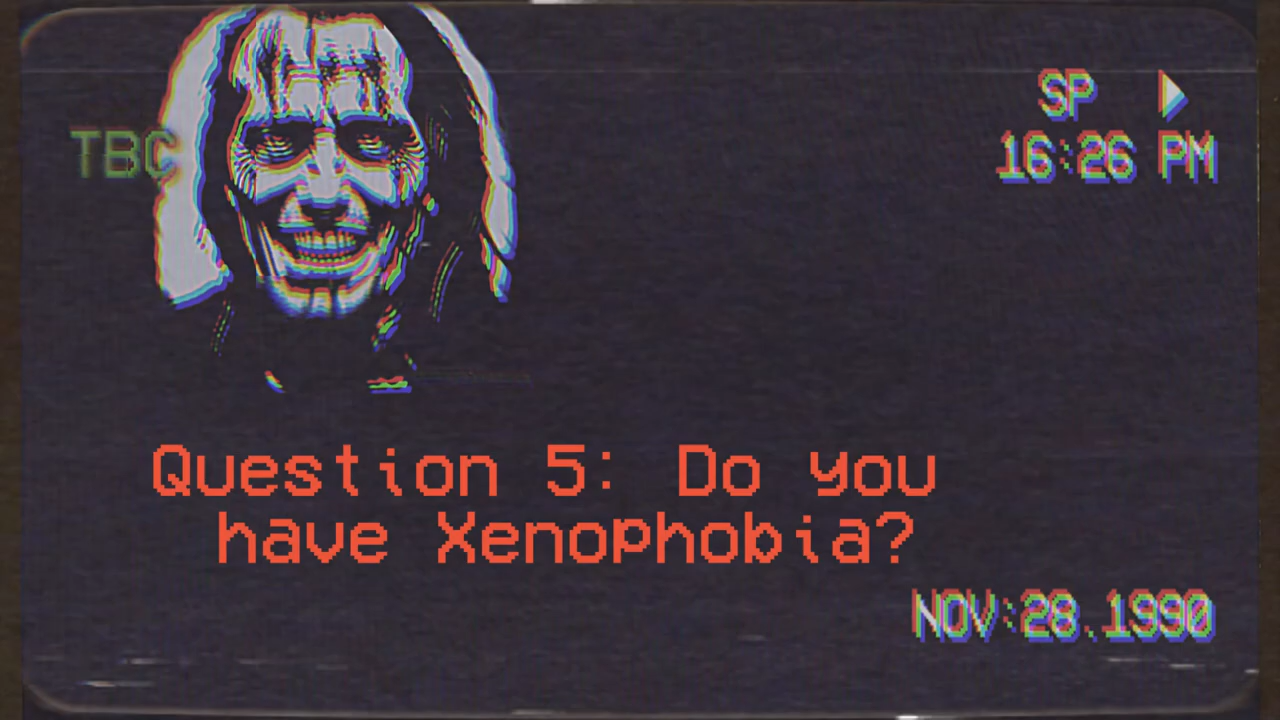 SP
TBC
16:26 PM
Question 5: Do you
have Xenophobia?
NOV:28.1990